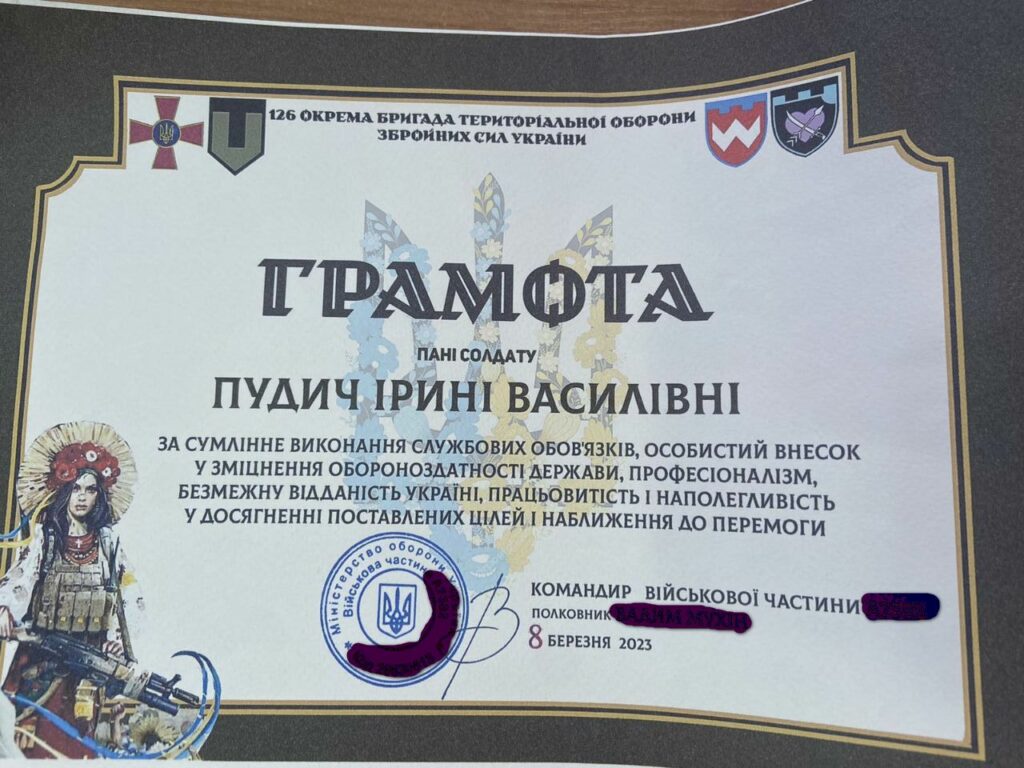 126 ОКРЕМА БРИГАДА ТЕРИТОРІАЛЬНОЇ ОБОРОНИ
ЗБРОЙНИХ СИЛ УКРАЇНИ
ГРАМОТА
ПАНІ СОЛДАТУ
ПУДИЧ ІРИНІ ВАСИЛІВНІ
ЗА СУМЛІННЕ ВИКОНАННЯ СЛУЖБОВИХ ОБОВ'ЯЗКІВ, ОСОБИСТИЙ ВНЕСОК
У ЗМІЦНЕННЯ ОБОРОНОЗДАТНОСТІ ДЕРЖАВИ, ПРОФЕСІОНАЛІЗМ,
БЕЗМЕЖНУ ВІДДАНІСТЬ УКРАЇНІ, ПРАЦЬОВИТІСТЬ І НАПОЛЕГЛИВІСТЬ
У ДОСЯГНЕННІ ПОСТАВЛЕНИХ ЦІЛЕЙ І НАБЛИЖЕННЯ ДО ПЕРЕМОГИ
Міністерство оборони
Військова частина
КОМАНДИР ВІЙСЬКОВОЇ ЧАСТИНИ
ПОЛКОВНИК
8 БЕРЕЗНЯ 2023